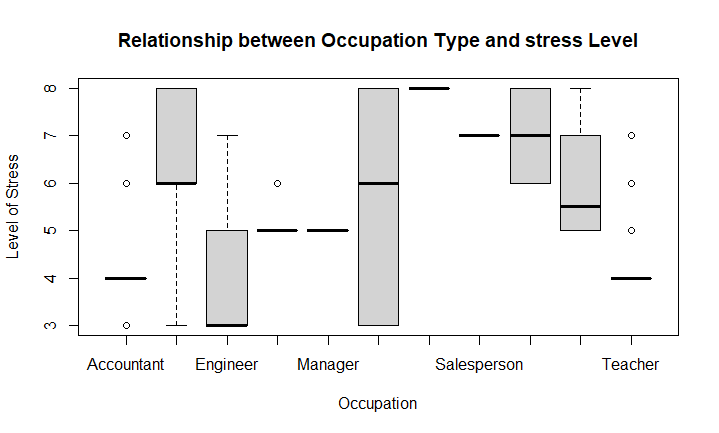 Relationship between Occupation Type and stress Level
Level of Stress
8
7
6
5
4
3
Accountant Engineer Manager Salesperson Teacher
Occupation